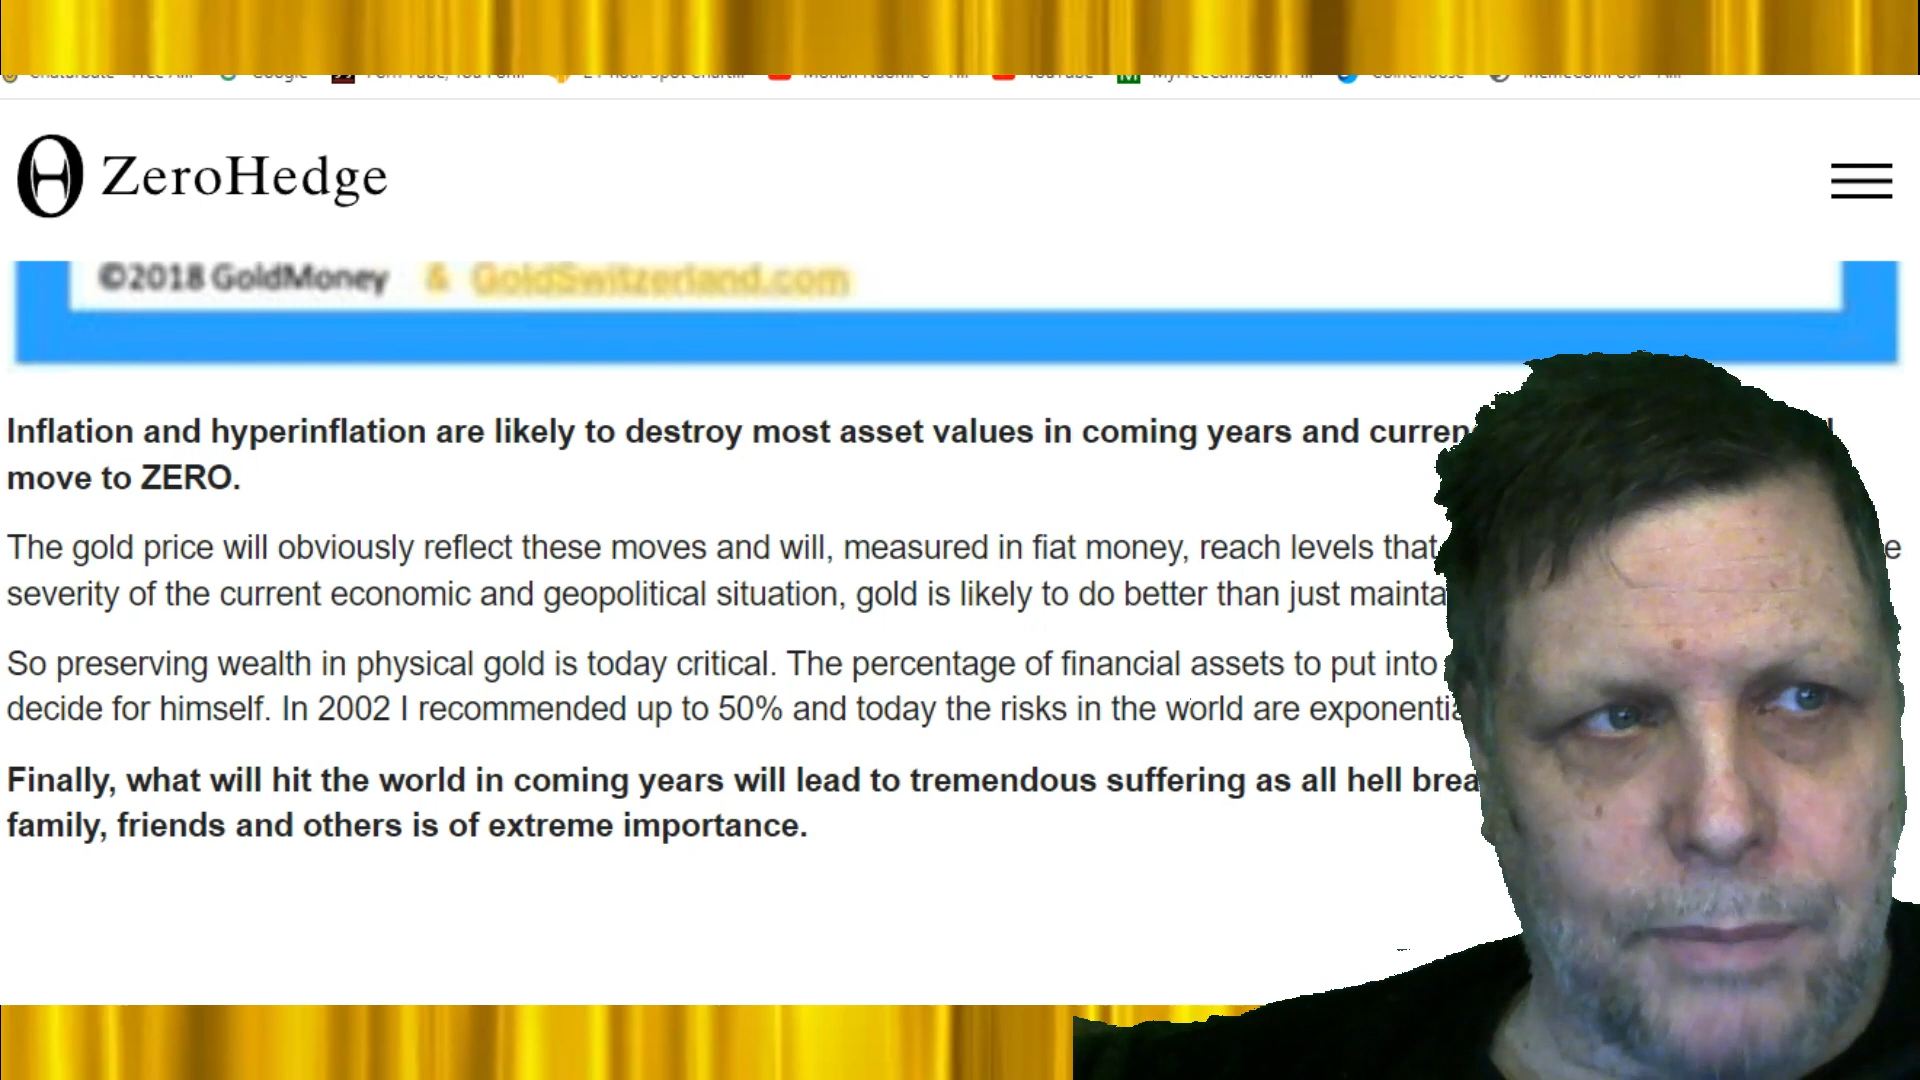 Google
YouTube
ZeroHedge
©2018 GoldMoney & GoldSwitzerland.com
Inflation and hyperinflation are likely to destroy most asset values in coming years and
move to ZERO.
The gold price will obviously reflect these moves and will, measured in fiat money, reach levels that
severity of the current economic and geopolitical situation, gold is likely to do better than just
So preserving wealth in physical gold is today critical. The percentage of financial assets to put into
decide for himself. In 2002 I recommended up to 50% and today the risks in the world are
Finally, what will hit the world in coming years will lead to tremendous suffering as all hell
family, friends and others is of extreme importance.